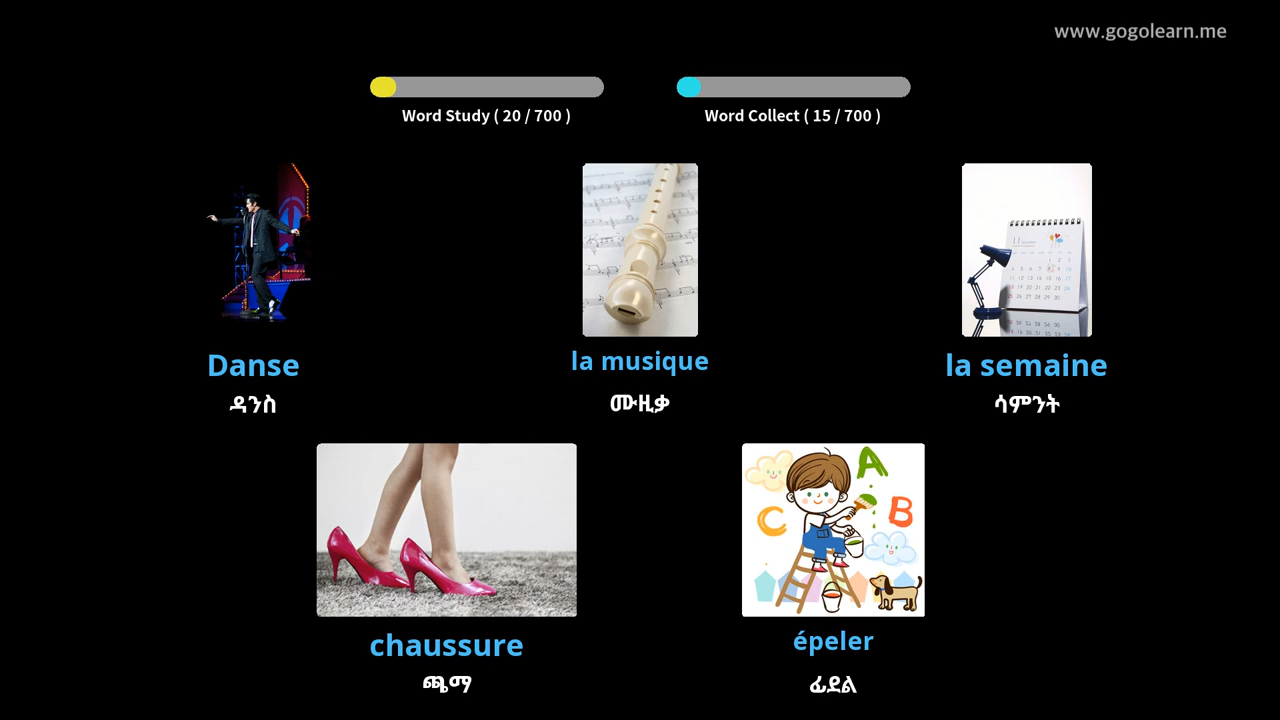 www.gogolearn.me
Word Study ( 20 / 700 )
Word Collect ( 15 / 700 )
Danse
ዳንስ
la musique
ሙዚቃ
la semaine
ሳምንት
A
B
C
chaussure
ጫማ
épeler
ፊደል